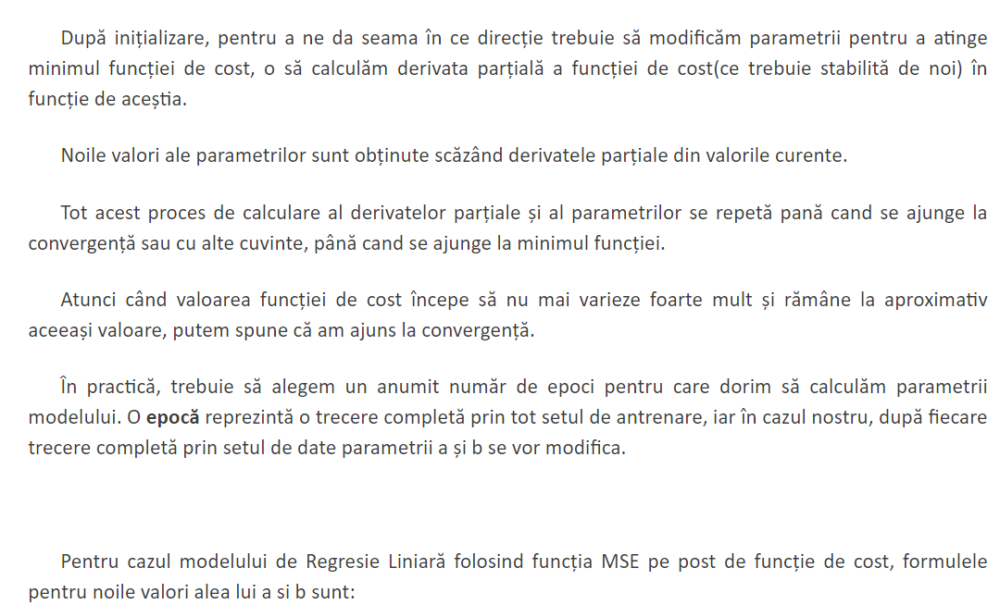 După inițializare, pentru a ne da seama în ce direcție trebuie să modificăm parametrii pentru a atinge
minimul funcției de cost, o să calculăm derivata parțială a funcției de cost(ce trebuie stabilită de noi) în
funcție de aceștia.
Noile valori ale parametrilor sunt obținute scăzând derivatele parțiale din valorile curente.
Tot acest proces de calculare al derivatelor parțiale și al parametrilor se repetă pană cand se ajunge la
convergență sau cu alte cuvinte, până cand se ajunge la minimul funcției.
Atunci când valoarea funcției de cost începe să nu mai varieze foarte mult și rămâne la aproximativ
aceeași valoare, putem spune că am ajuns la convergență.
În practică, trebuie să alegem un anumit număr de epoci pentru care dorim să calculăm parametrii
modelului. O epocă reprezintă o trecere completă prin tot setul de antrenare, iar în cazul nostru, după fiecare
trecere completă prin setul de date parametrii a și b se vor modifica.
Pentru cazul modelului de Regresie Liniară folosind funcția MSE pe post de funcție de cost, formulele
pentru noile valori alea lui a si b sunt: